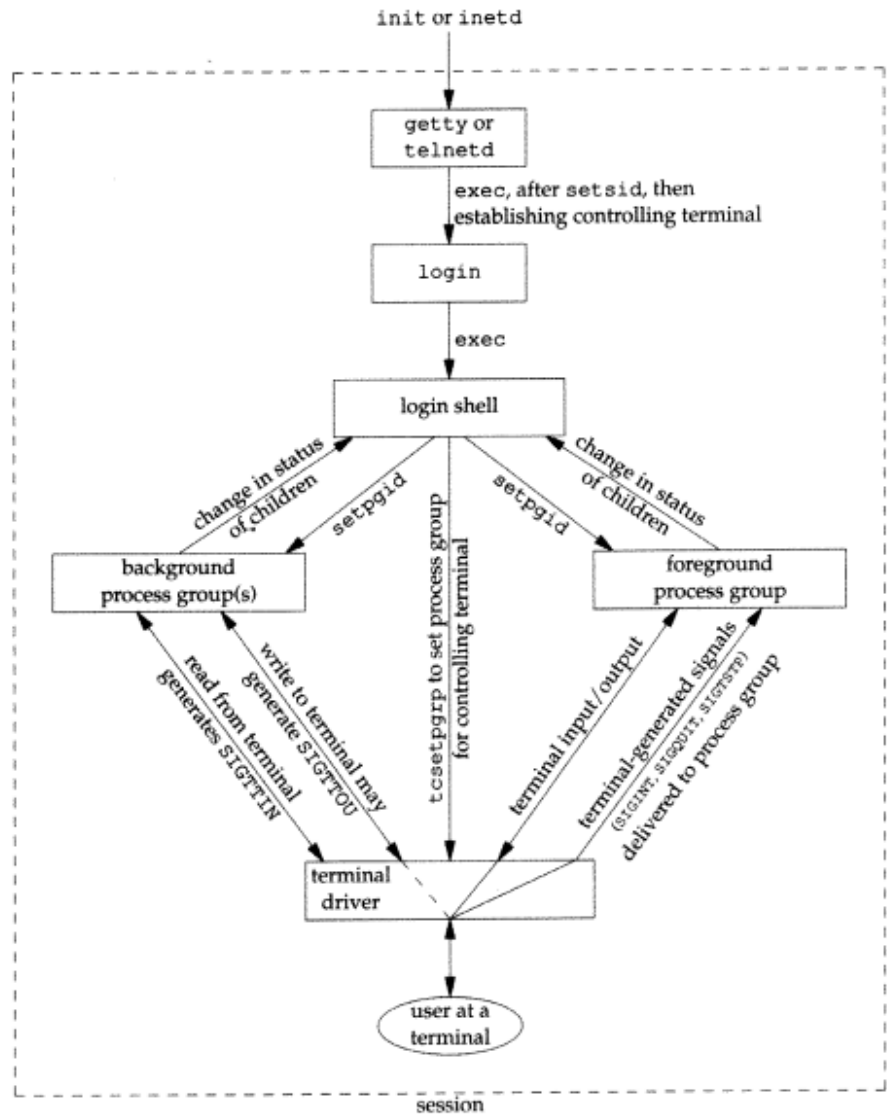 init or inetd
getty or
telnetd
exec, after setsid, then
establishing controlling terminal
login
exec
login shell
change in status
of children
setpgid
tcsetpgrp to set process group
for controlling terminal
setpgid
change in status
of children
background
process group(s)
foreground
process group
read from terminal
generates SIGTTIN
write to terminal may
generate SIGTTOU
terminal input/output
terminal-generated signals
(SIGINT, SIGQUIT, SIGTSTP)
delivered to process group
terminal
driver
user at a
terminal
session